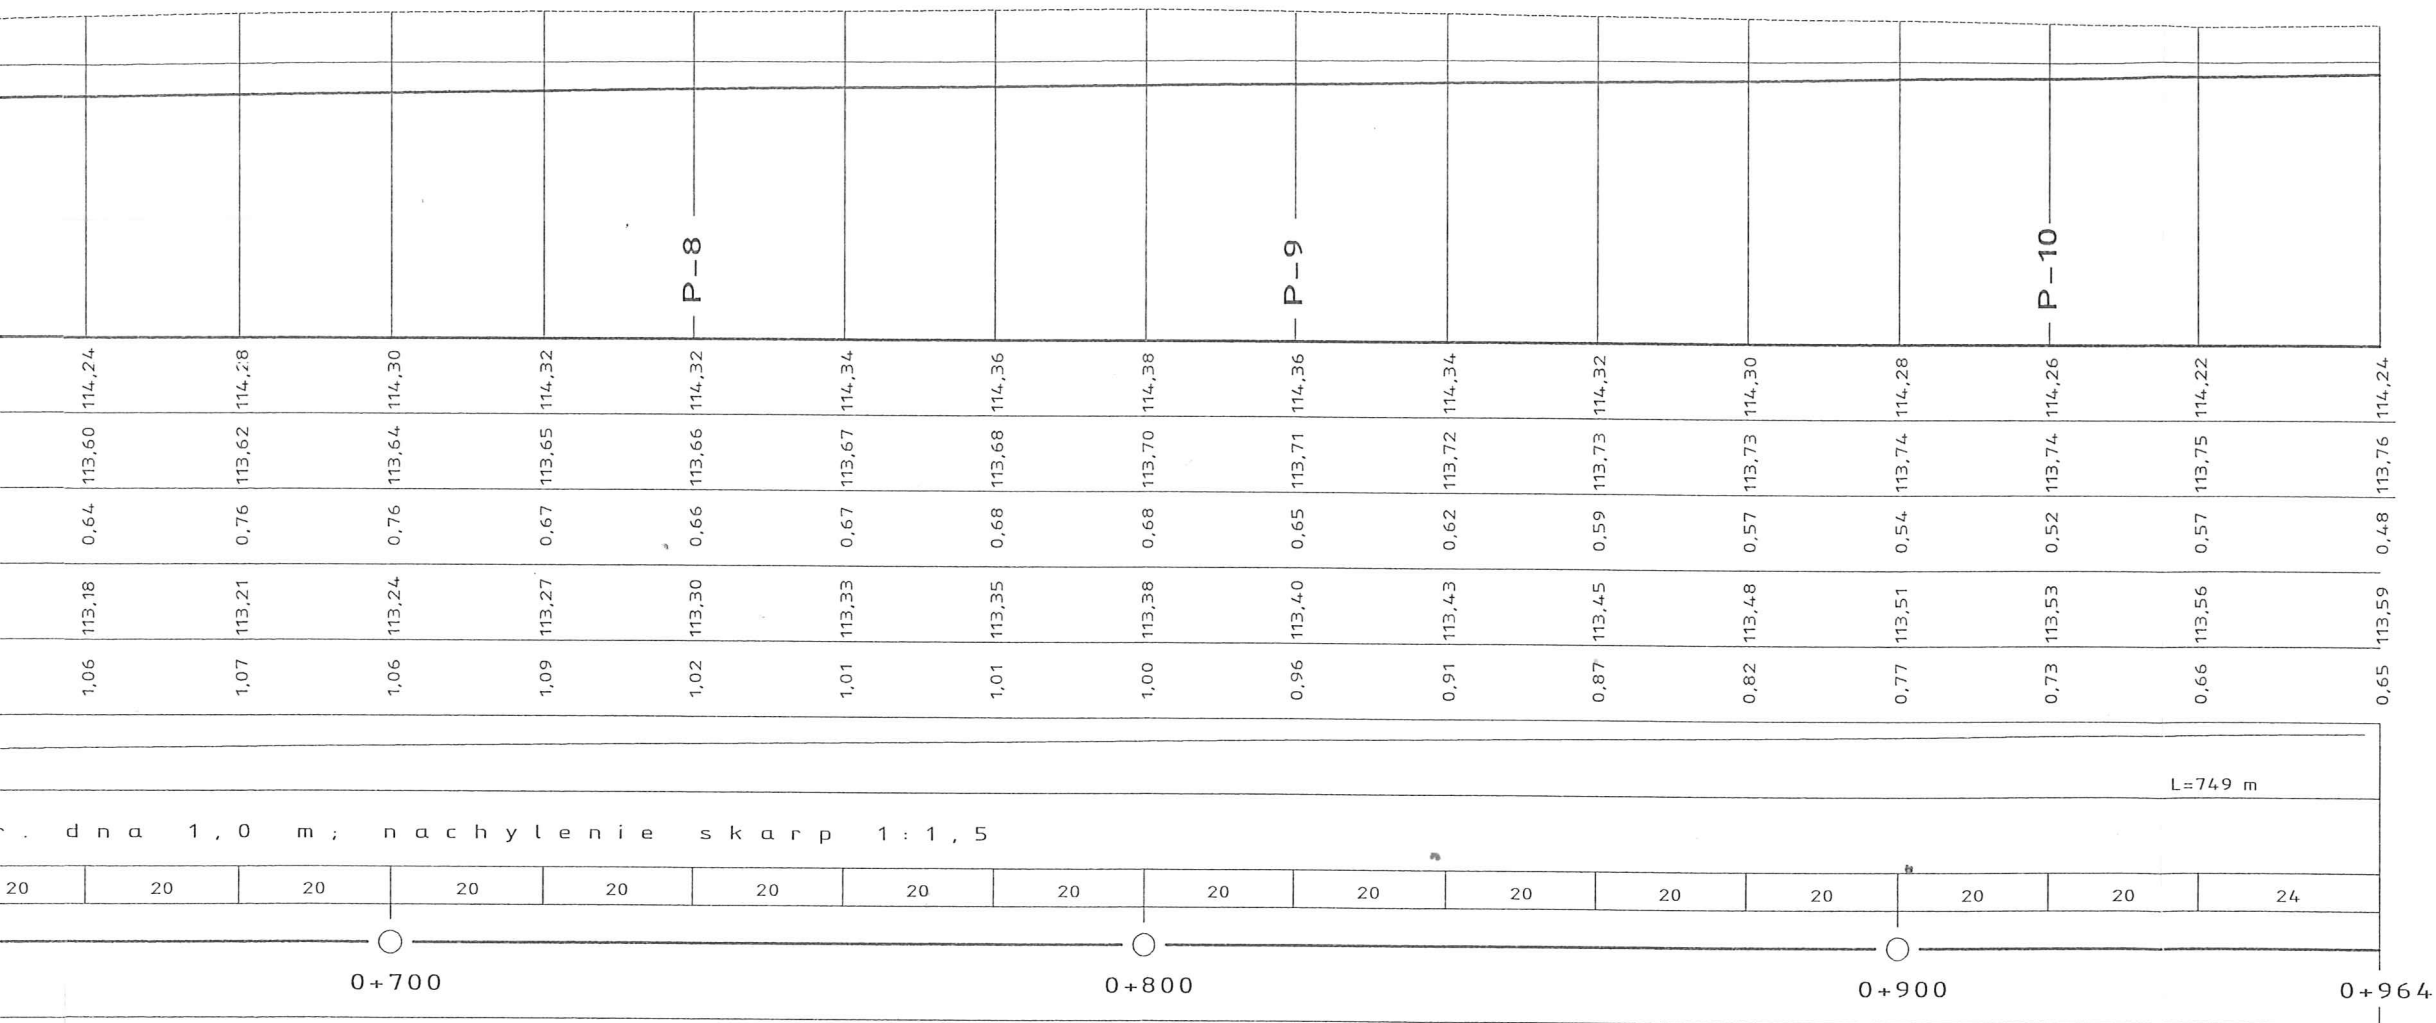 P-8 P-9 P-10
114,24 114,28 114,30 114,32 114,32 114,34 114,36 114,38 114,36 114,34 114,32 114,30 114,28 114,26 114,22 114,24
113,60 113,62 113,64 113,65 113,66 113,67 113,68 113,70 113,71 113,72 113,73 113,73 113,74 113,74 113,75 113,76
0,64 0,76 0,76 0,67 0,66 0,67 0,68 0,68 0,65 0,62 0,59 0,57 0,54 0,52 0,57 0,48
113,18 113,21 113,24 113,27 113,30 113,33 113,35 113,38 113,40 113,43 113,45 113,48 113,51 113,53 113,56 113,59
1,06 1,07 1,06 1,09 1,02 1,01 1,01 1,00 0,96 0,91 0,87 0,82 0,77 0,73 0,66 0,65
L=749 m
. dna 1,0 m; nachylenie skarp 1:1,5
20 20 20 20 20 20 20 20 20 20 20 20 20 20 20 24
0+700 0+800 0+900 0+964